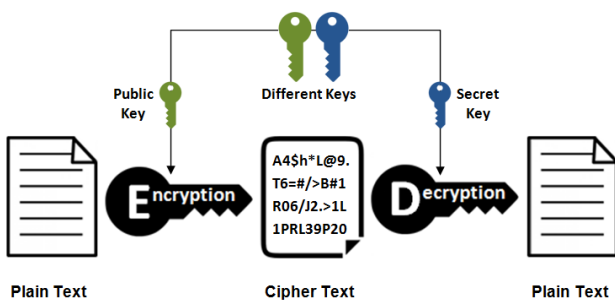 Public
Key
Different Keys
Secret
Key
Encryption
A4$h*L@9.
T6=#/>B#1
R06/J2.>1L
1PRL39P20
Decryption
Plain Text
Cipher Text
Plain Text